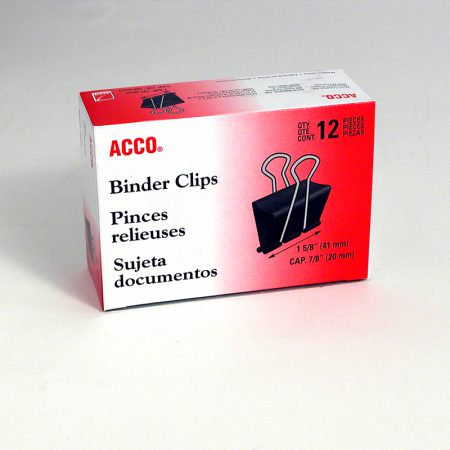 ACCO®
QTY. QTE. CONT. 12 PIECES PIÈCES PIEZAS
Binder Clips
Pinces
relieuses
Sujeta
documentos
1 5/8" (41 mm)
CAP. 7/8" (20 mm)
ACCO